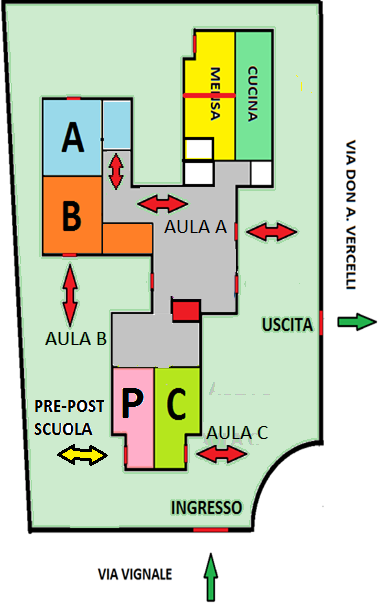 MENSA
CUCINA
A
B
AULA A
VIA DON A. VERCELLI
USCITA
AULA B
P
C
PRE-POST
SCUOLA
AULA C
INGRESSO
VIA VIGNALE